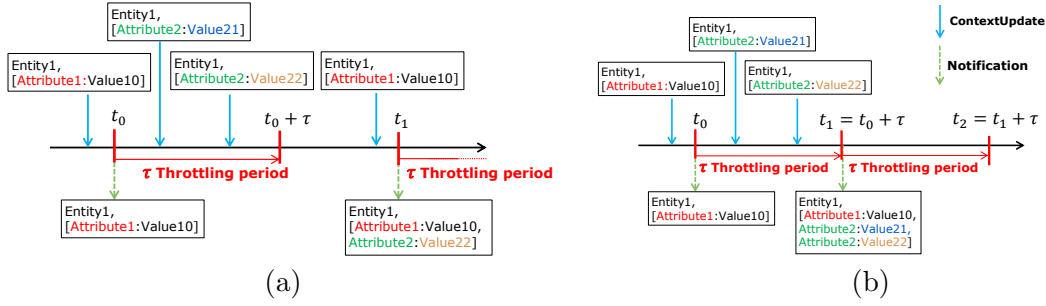 Entity1,
[Attribute2:Value21]
Entity1,
[Attribute1:Value10]
Entity1,
[Attribute2:Value22]
Entity1,
[Attribute1:Value10]
t₀
t₀ + τ
t₁
τ Throttling period
τ Throttling period
Entity1,
[Attribute1:Value10]
Entity1,
[Attribute1:Value10,
Attribute2:Value22]
(a)
Entity1,
[Attribute2:Value21]
Entity1,
[Attribute1:Value10]
Entity1,
[Attribute2:Value22]
t₀
t₁ = t₀ + τ
t₂ = t₁ + τ
τ Throttling period
τ Throttling period
Entity1,
[Attribute1:Value10]
Entity1,
[Attribute1:Value10,
Attribute2:Value21,
Attribute2:Value22]
(b)
ContextUpdate
Notification